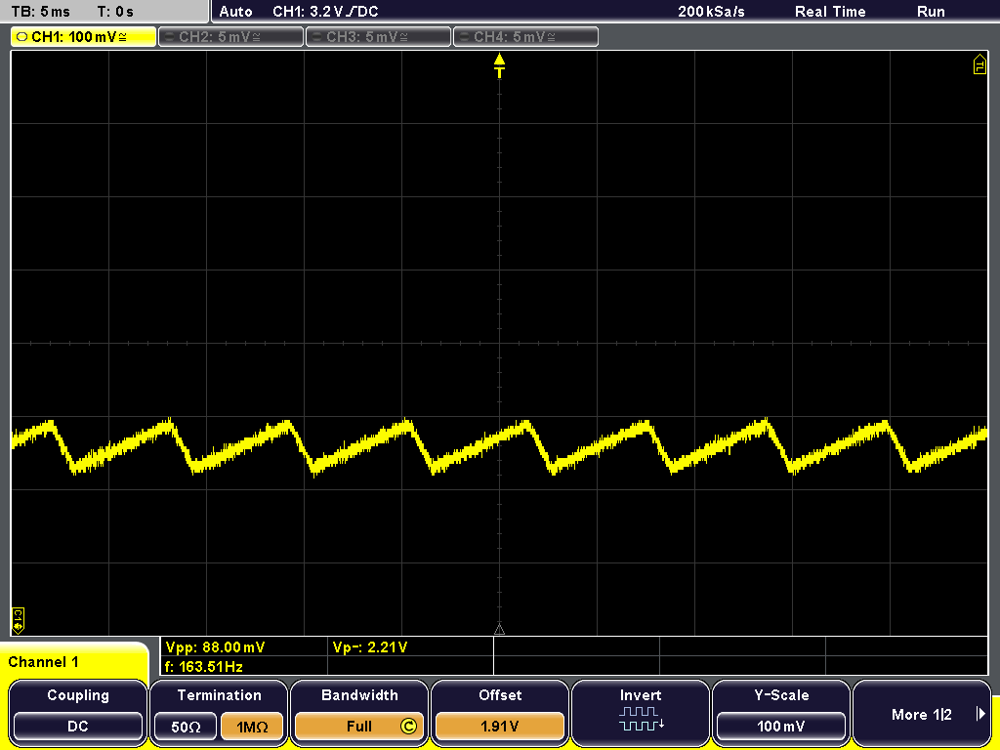 TB: 5 ms T: 0 s Auto CH1: 3.2 V DC 200 kSa/s Real Time Run
CH1: 100 mV≅ CH2: 5 mV≅ CH3: 5 mV≅ CH4: 5 mV≅
T
TL
C1
Vpp: 88.00 mV Vp-: 2.21 V
Channel 1
f: 163.51 Hz
Coupling Termination Bandwidth Offset Invert Y-Scale
More 1|2
DC 50Ω 1MΩ Full C 1.91 V 100 mV